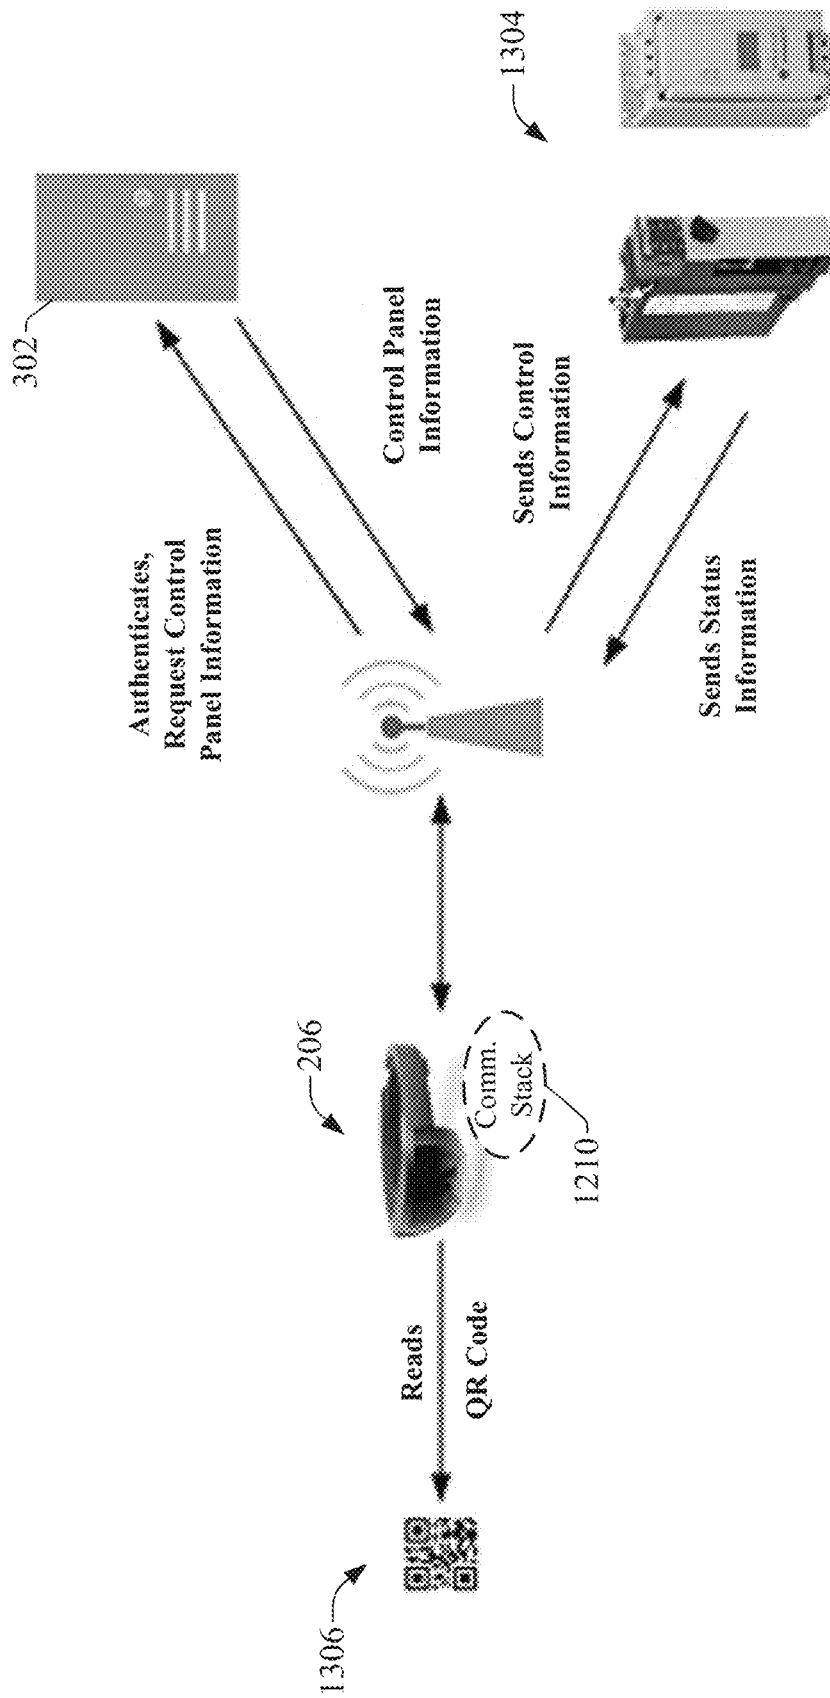 1306
Reads
QR Code
206
Comm.
Stack
1210
Authenticates,
Request Control
Panel Information
302
Control Panel
Information
Sends Control
Information
Sends Status
Information
1304